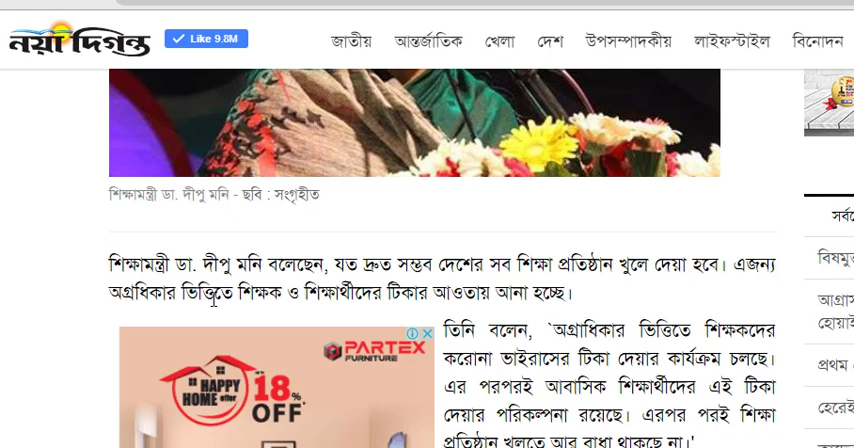 নয়া দিগন্ত
Like 9.8M
জাতীয় আন্তর্জাতিক খেলা দেশ উপসম্পাদকীয় লাইফস্টাইল বিনোদন
শিক্ষামন্ত্রী ডা. দীপু মনি - ছবি : সংগৃহীত
শিক্ষামন্ত্রী ডা. দীপু মনি বলেছেন, যত দ্রুত সম্ভব দেশের সব শিক্ষা প্রতিষ্ঠান খুলে দেয়া হবে। এজন্য
অগ্রধিকার ভিত্তিতে শিক্ষক ও শিক্ষার্থীদের টিকার আওতায় আনা হচ্ছে।
তিনি বলেন, `অগ্রাধিকার ভিত্তিতে শিক্ষকদের
করোনা ভাইরাসের টিকা দেয়ার কার্যক্রম চলছে।
এর পরপরই আবাসিক শিক্ষার্থীদের এই টিকা
দেয়ার পরিকল্পনা রয়েছে। এরপর পরই শিক্ষা
প্রতিষ্ঠান খুলতে আর বাধা থাকছে না।'
PARTEX
FURNITURE
HAPPY
HOME offer
18%
OFF
প্রথম